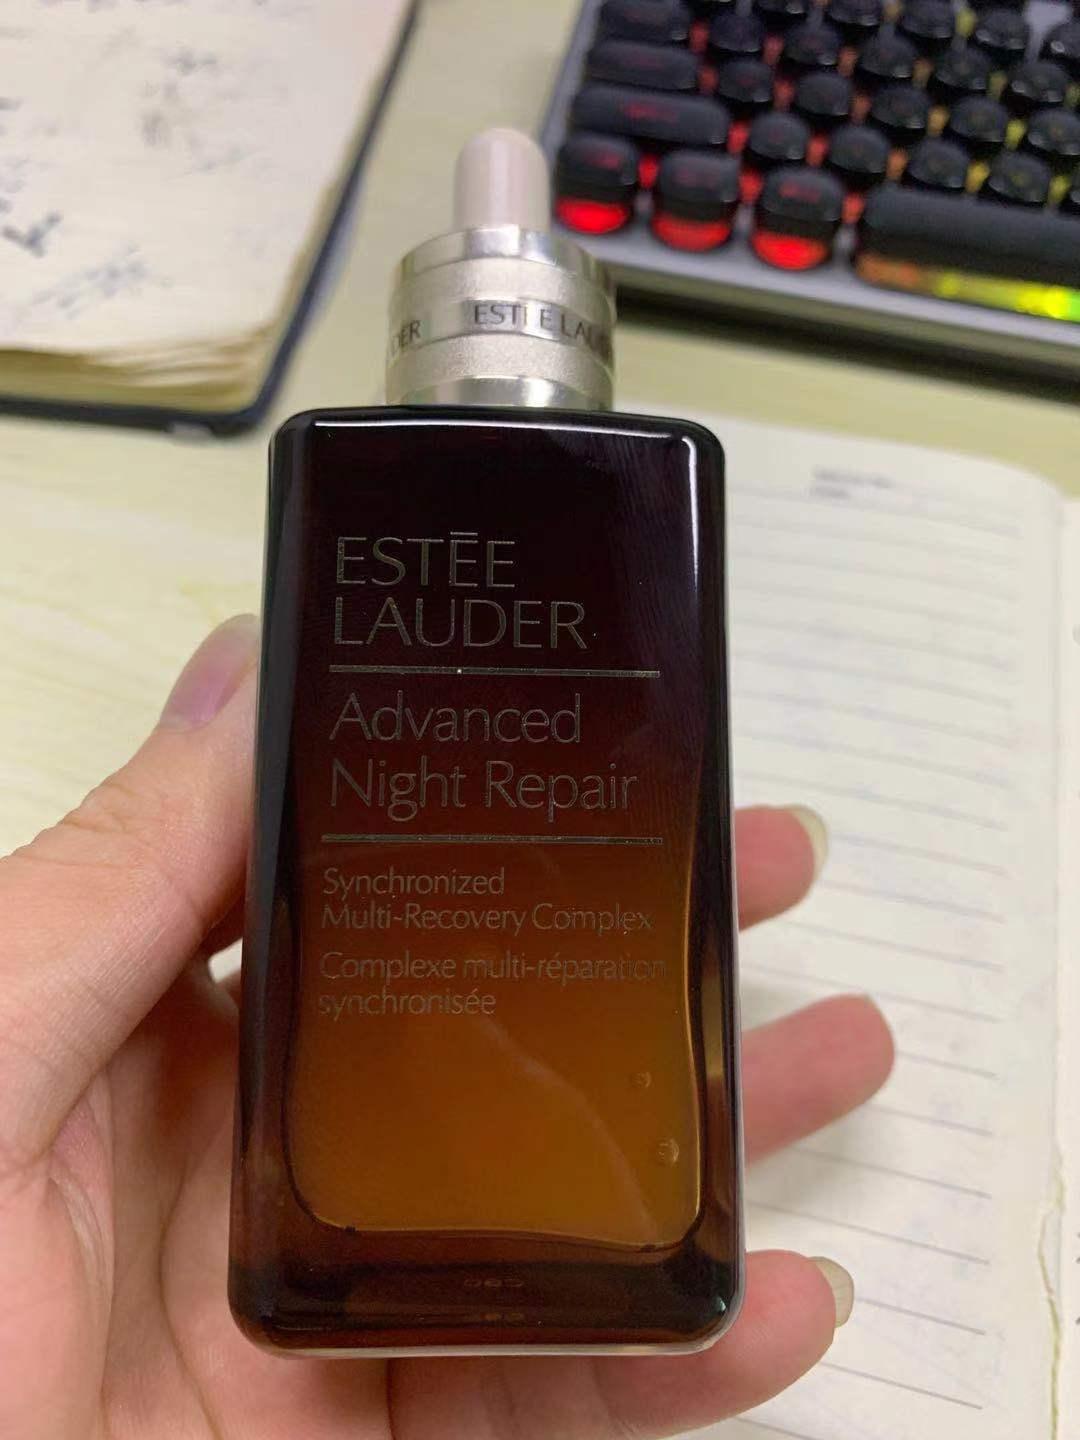 ESTĒE LAUDER
ESTĒE
LAUDER
Advanced
Night Repair
Synchronized
Multi-Recovery Complex
Complexe multi-réparation
synchronisée